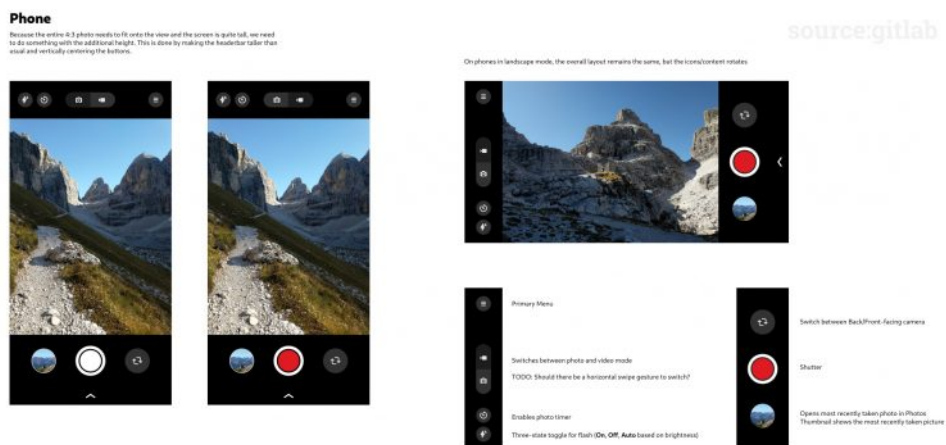 Phone
Because the entire 4:3 photo needs to fit onto the view and the screen is quite tall, we need
to do something with the additional height. This is done by making the headerbar taller than
usual and vertically centering the buttons.
source:gitlab
On phones in landscape mode, the overall layout remains the same, but the icons/content rotates
Primary Menu
Switches between photo and video mode
TODO: Should there be a horizontal swipe gesture to switch?
Enables photo timer
Three-state toggle for flash (On, Off, Auto based on brightness)
Switch between Back/Front-facing camera
Shutter
Opens most recently taken photo in Photos
Thumbnail shows the most recently taken picture